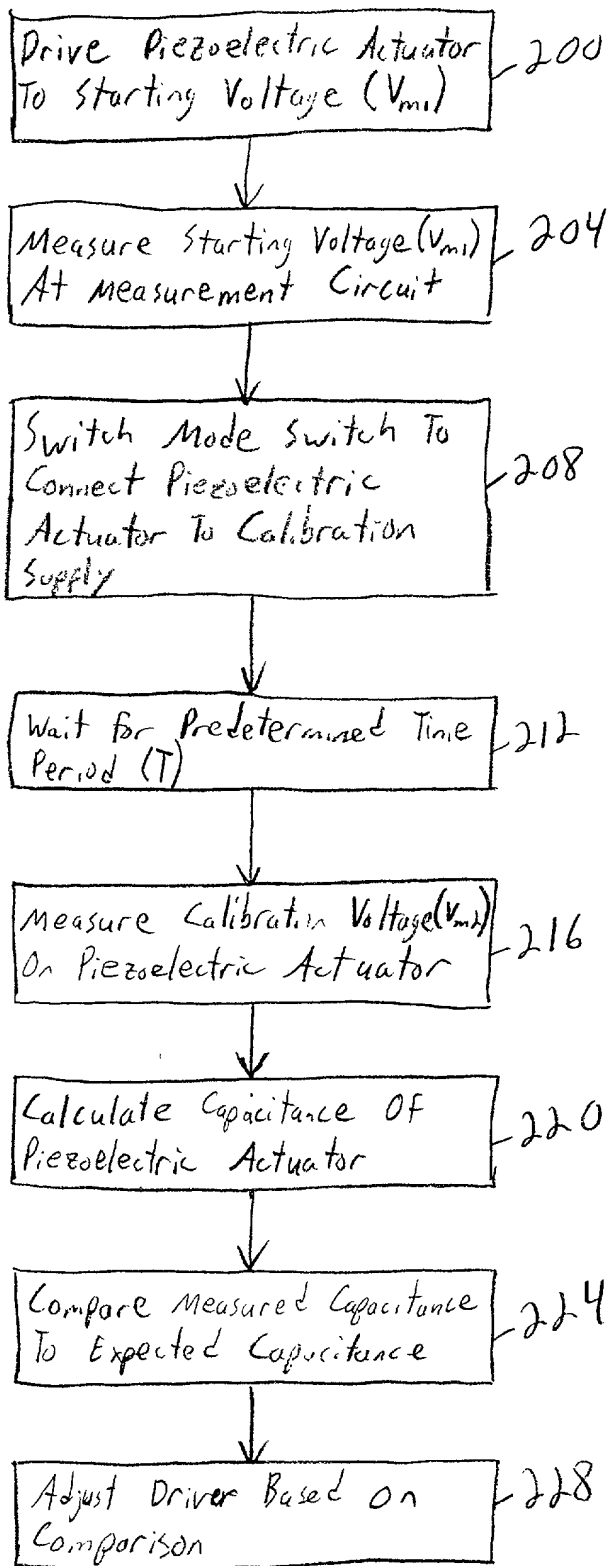 Drive Piezoelectric Actuator
To Starting Voltage (Vm1)
200
Measure Starting Voltage (Vm1)
At Measurement Circuit
204
Switch Mode Switch To
Connect Piezoelectric
Actuator To Calibration
Supply
208
Wait for Predetermined Time
Period (T)
212
Measure Calibration Voltage (Vm2)
On Piezoelectric Actuator
216
Calculate Capacitance Of
Piezoelectric Actuator
220
Compare Measured Capacitance
To Expected Capacitance
224
Adjust Driver Based On
Comparison
228